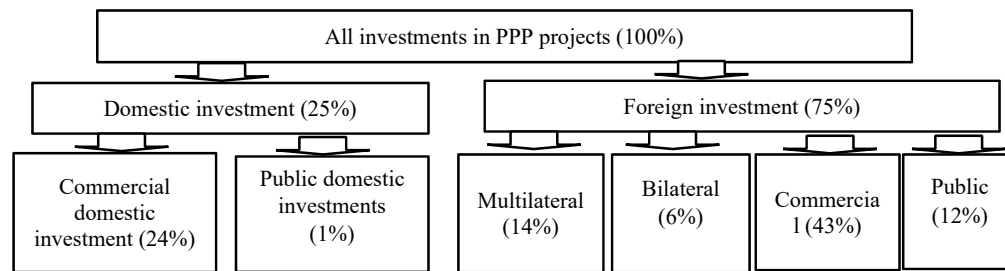 All investments in PPP projects (100%)
Domestic investment (25%)
Foreign investment (75%)
Commercial
domestic
investment (24%)
Public domestic
investments
(1%)
Multilateral
(14%)
Bilateral
(6%)
Commercia
l (43%)
Public
(12%)